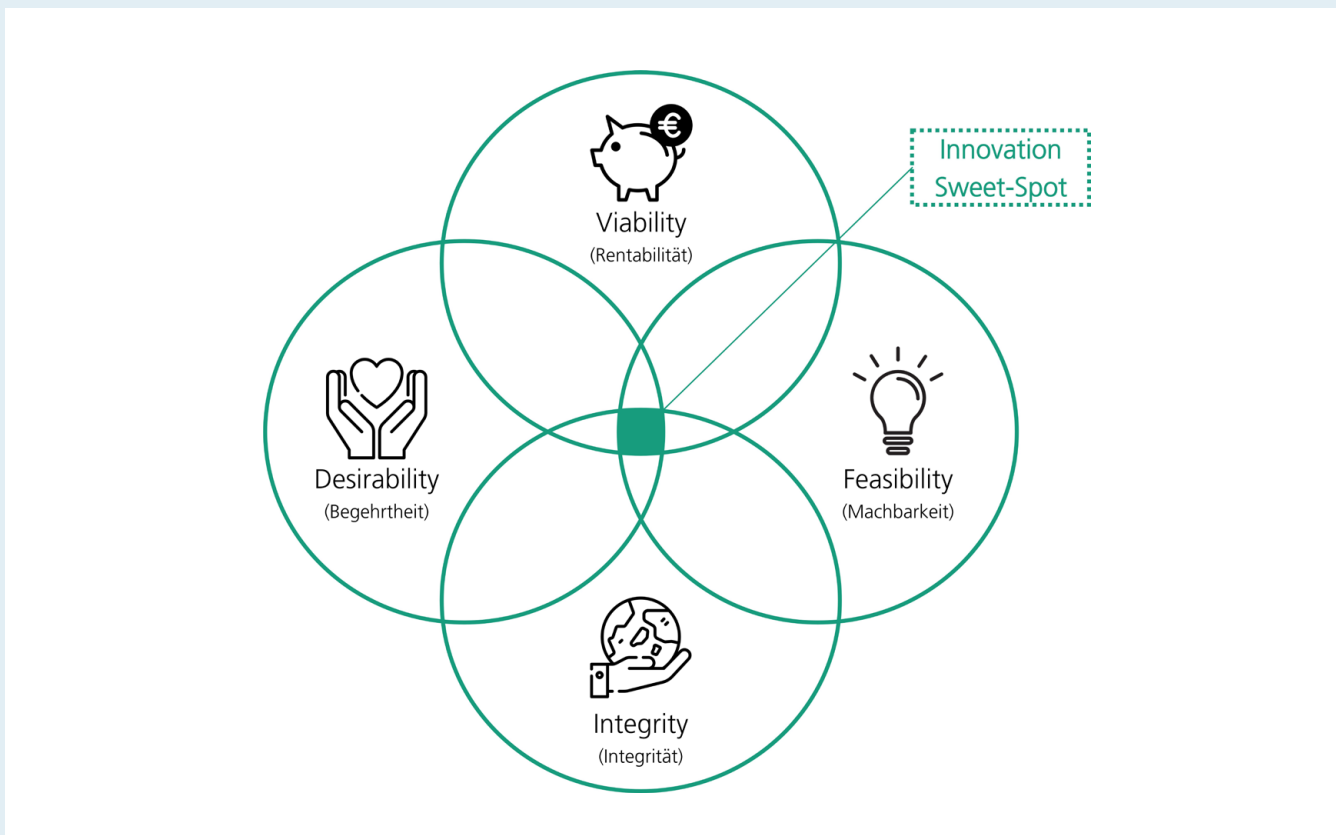 Viability
(Rentabilität)
Innovation
Sweet-Spot
Desirability
(Begehrtheit)
Feasibility
(Machbarkeit)
Integrity
(Integrität)